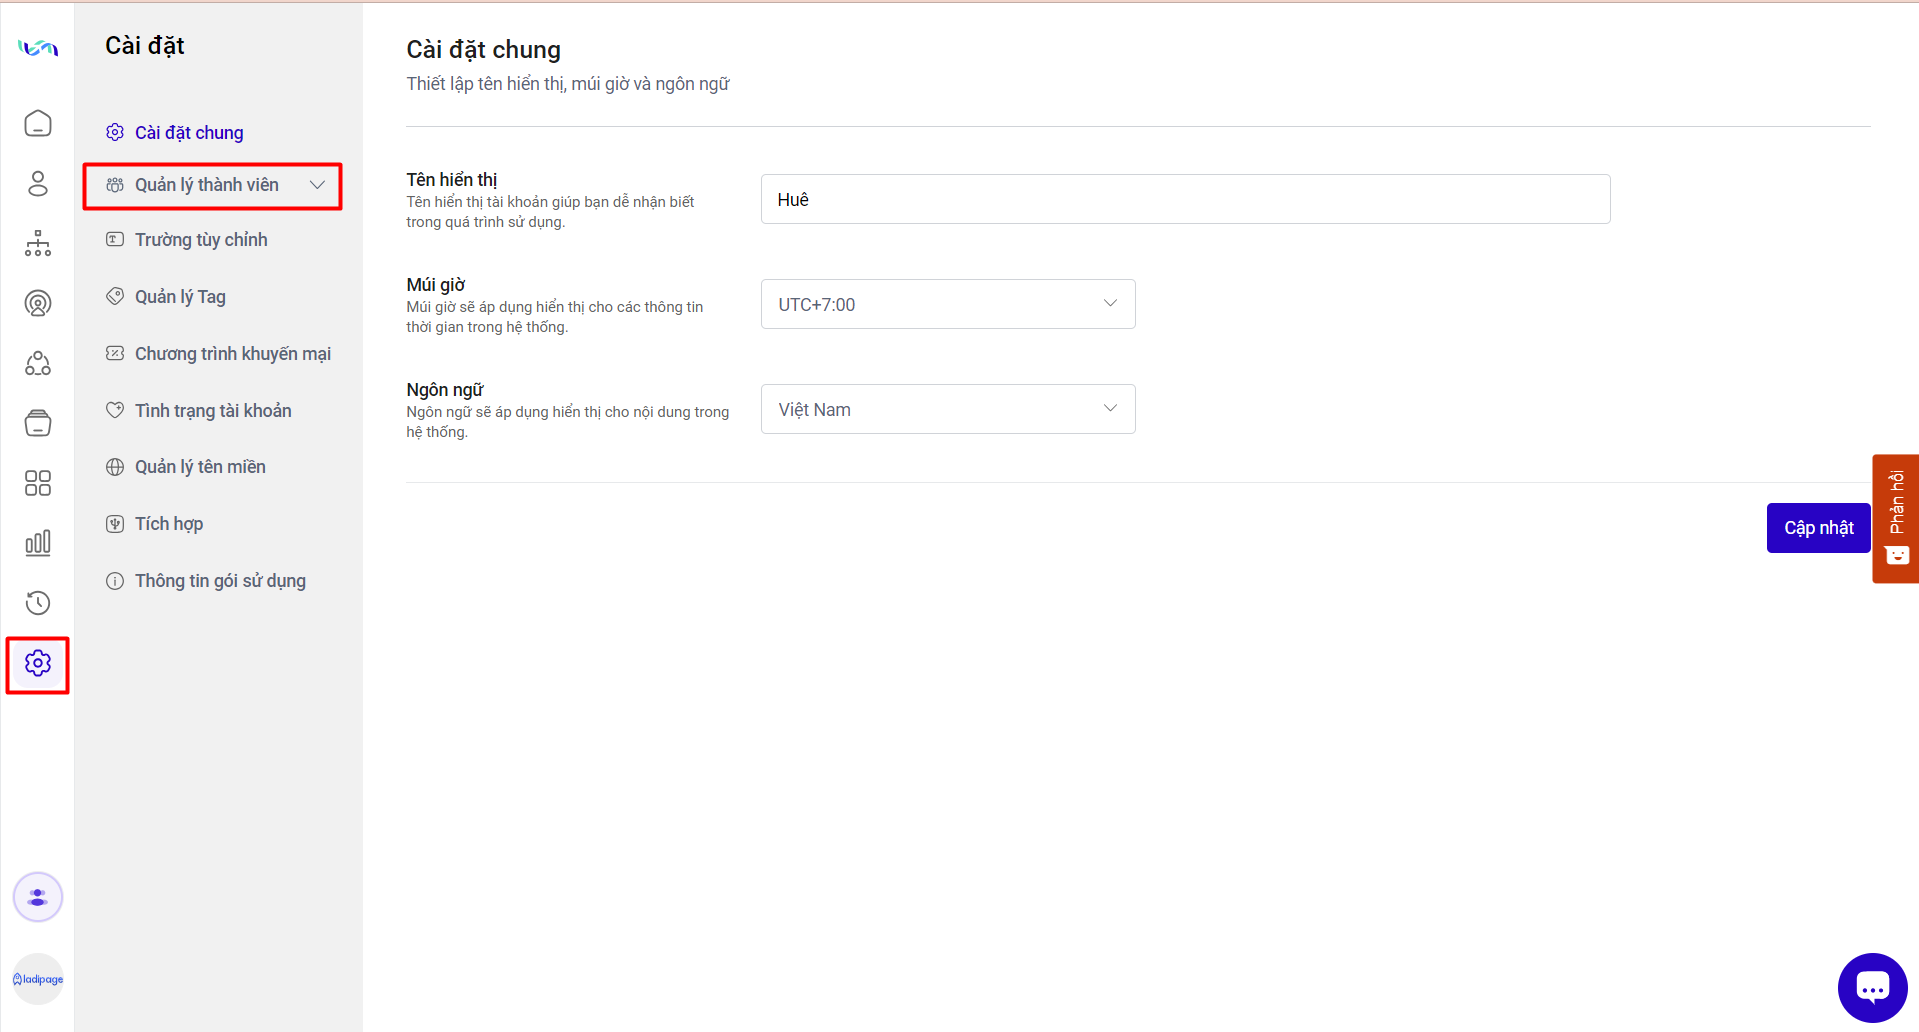 Cài đặt
Cài đặt chung
Quản lý thành viên
Trường tùy chỉnh
Quản lý Tag
Chương trình khuyến mại
Tình trạng tài khoản
Quản lý tên miền
Tích hợp
Thông tin gói sử dụng
ladipage
Cài đặt chung
Thiết lập tên hiển thị, múi giờ và ngôn ngữ
Tên hiển thị
Tên hiển thị tài khoản giúp bạn dễ nhận biết
trong quá trình sử dụng.
Huê
Múi giờ
Múi giờ sẽ áp dụng hiển thị cho các thông tin
thời gian trong hệ thống.
UTC+7:00
Ngôn ngữ
Ngôn ngữ sẽ áp dụng hiển thị cho nội dung trong
hệ thống.
Việt Nam
Cập nhật
Phản hồi